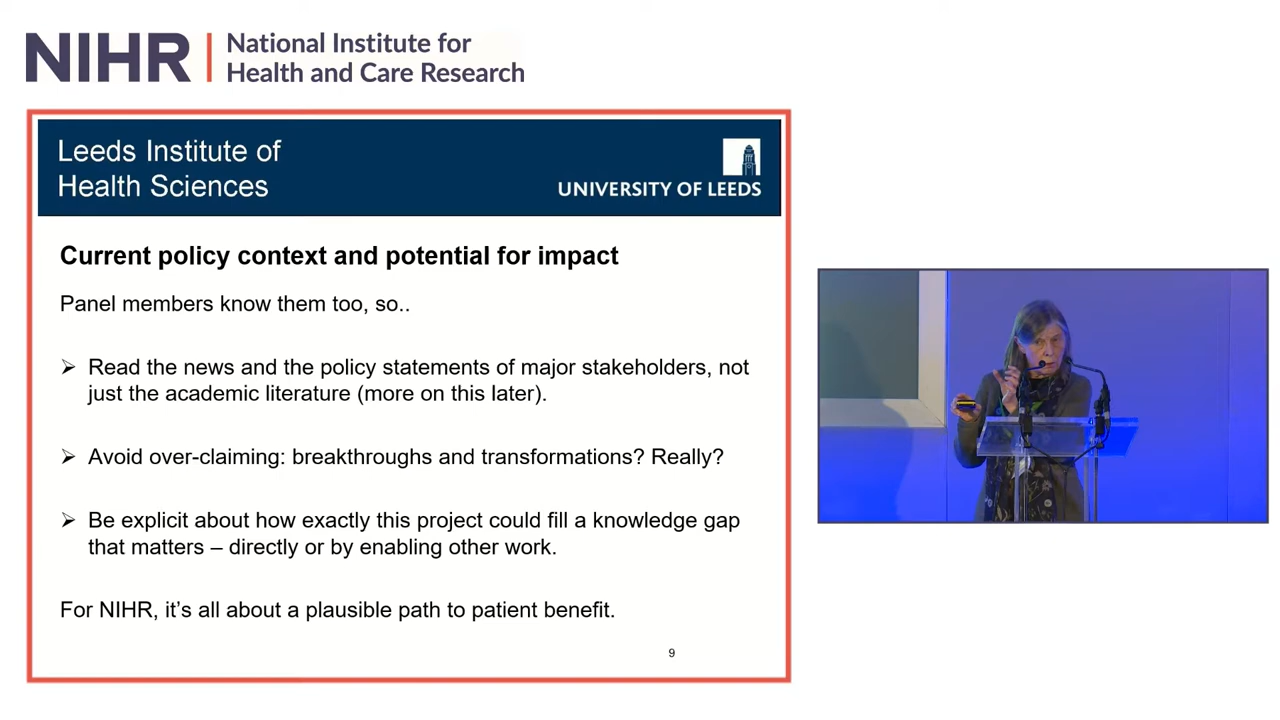 NIHR
National Institute for
Health and Care Research
Leeds Institute of
Health Sciences
UNIVERSITY OF LEEDS
Current policy context and potential for impact
Panel members know them too, so..
Read the news and the policy statements of major stakeholders, not
just the academic literature (more on this later).
Avoid over-claiming: breakthroughs and transformations? Really?
Be explicit about how exactly this project could fill a knowledge gap
that matters – directly or by enabling other work.
For NIHR, it’s all about a plausible path to patient benefit.
9